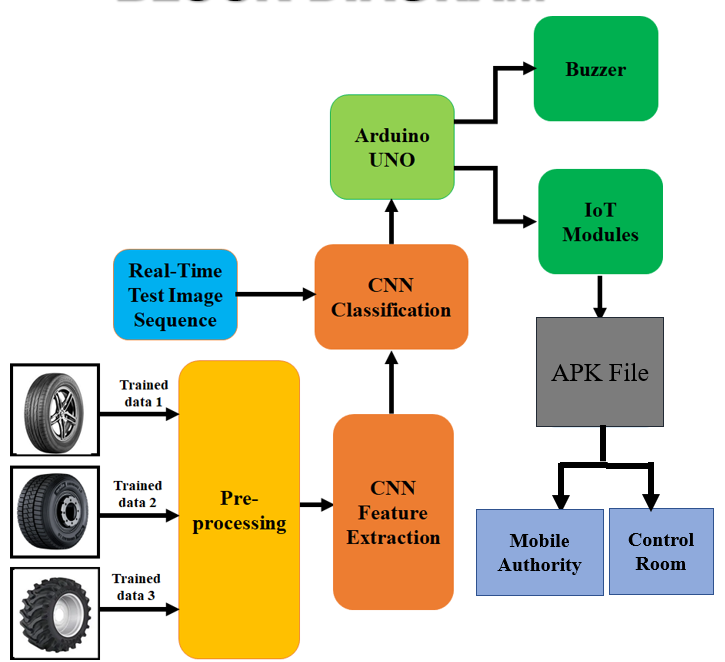 Buzzer
Arduino
UNO
IoT
Modules
Real-Time
Test Image
Sequence
CNN
Classification
APK File
Trained
data 1
Trained
data 2
Trained
data 3
Pre-
processing
CNN
Feature
Extraction
Mobile
Authority
Control
Room